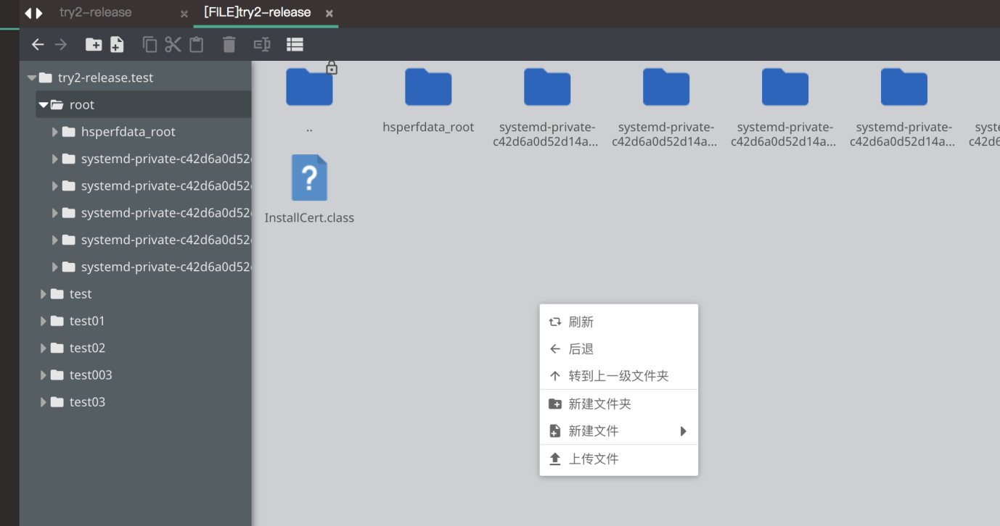 try2-release
[FILE]try2-release
try2-release.test
root
hsperfdata_root
systemd-private-c42d6a0d52
systemd-private-c42d6a0d52
systemd-private-c42d6a0d52
systemd-private-c42d6a0d52
systemd-private-c42d6a0d52
test
test01
test02
test003
test03
..
hsperfdata_root
systemd-private-
c42d6a0d52d14a...
systemd-private-
c42d6a0d52d14a...
systemd-private-
c42d6a0d52d14a...
systemd-private-
c42d6a0d52d14a...
syste
c42d6
InstallCert.class
刷新
后退
转到上一级文件夹
新建文件夹
新建文件
上传文件